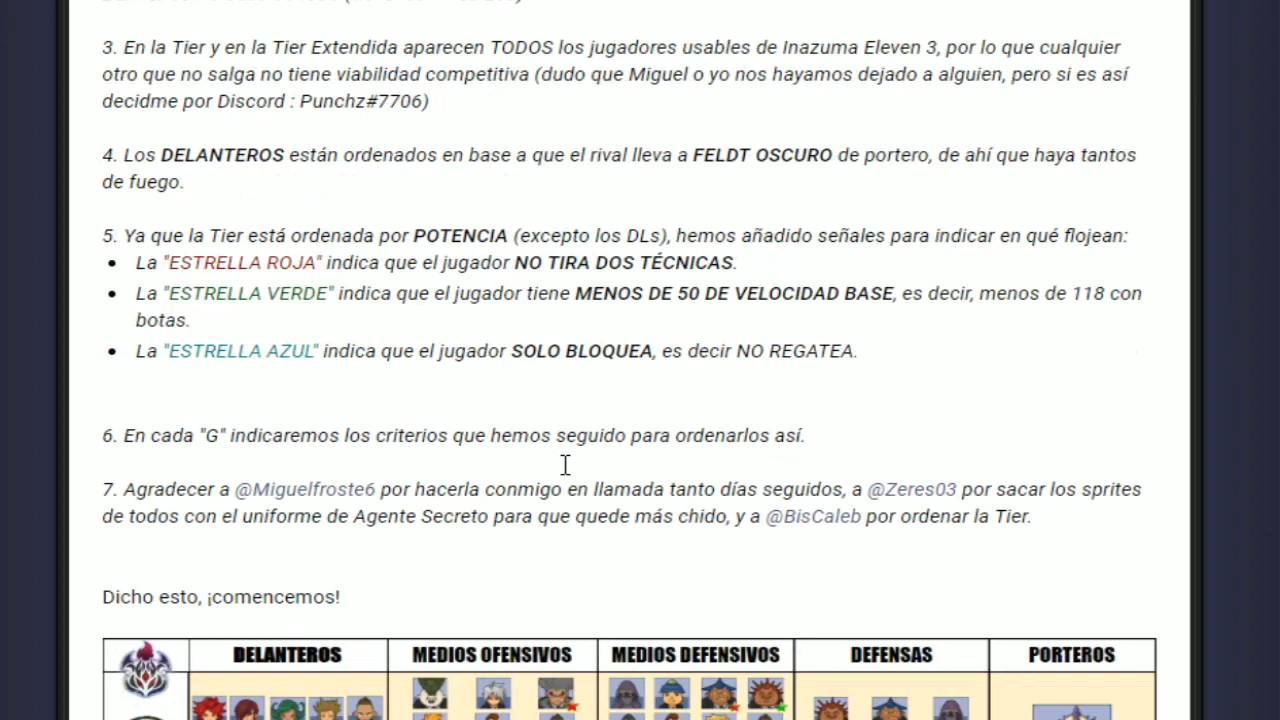 3. En la Tier y en la Tier Extendida aparecen TODOS los jugadores usables de Inazuma Eleven 3, por lo que cualquier
otro que no salga no tiene viabilidad competitiva (dudo que Miguel o yo nos hayamos dejado a alguien, pero si es así
decidme por Discord : Punchz#7706)
4. Los DELANTEROS están ordenados en base a que el rival lleva a FELDT OSCURO de portero, de ahí que haya tantos
de fuego.
5. Ya que la Tier está ordenada por POTENCIA (excepto los DLs), hemos añadido señales para indicar en qué flojean:
• La "ESTRELLA ROJA" indica que el jugador NO TIRA DOS TÉCNICAS.
• La "ESTRELLA VERDE" indica que el jugador tiene MENOS DE 50 DE VELOCIDAD BASE, es decir, menos de 118 con
botas.
• La "ESTRELLA AZUL" indica que el jugador SOLO BLOQUEA, es decir NO REGATEA.
6. En cada "G" indicaremos los criterios que hemos seguido para ordenarlos así.
7. Agradecer a @Miguelfroste6 por hacerla conmigo en llamada tanto días seguidos, a @Zeres03 por sacar los sprites
de todos con el uniforme de Agente Secreto para que quede más chido, y a @BisCaleb por ordenar la Tier.
Dicho esto, ¡comencemos!
DELANTEROS MEDIOS OFENSIVOS MEDIOS DEFENSIVOS DEFENSAS PORTEROS